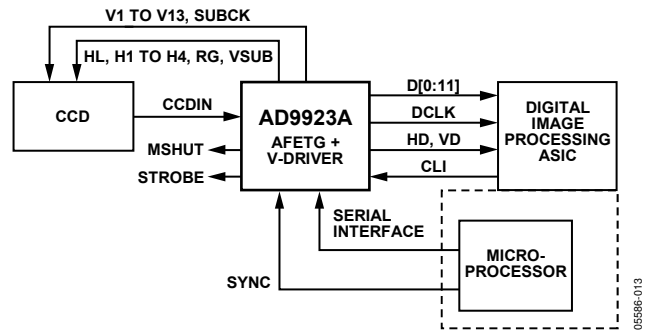 V1 TO V13, SUBCK
HL, H1 TO H4, RG, VSUB
CCD
CCDIN
MSHUT
STROBE
AD9923A
AFETG +
V-DRIVER
D[0:11]
DCLK
HD, VD
CLI
DIGITAL
IMAGE
PROCESSING
ASIC
SERIAL
INTERFACE
SYNC
MICRO-
PROCESSOR
05586-013